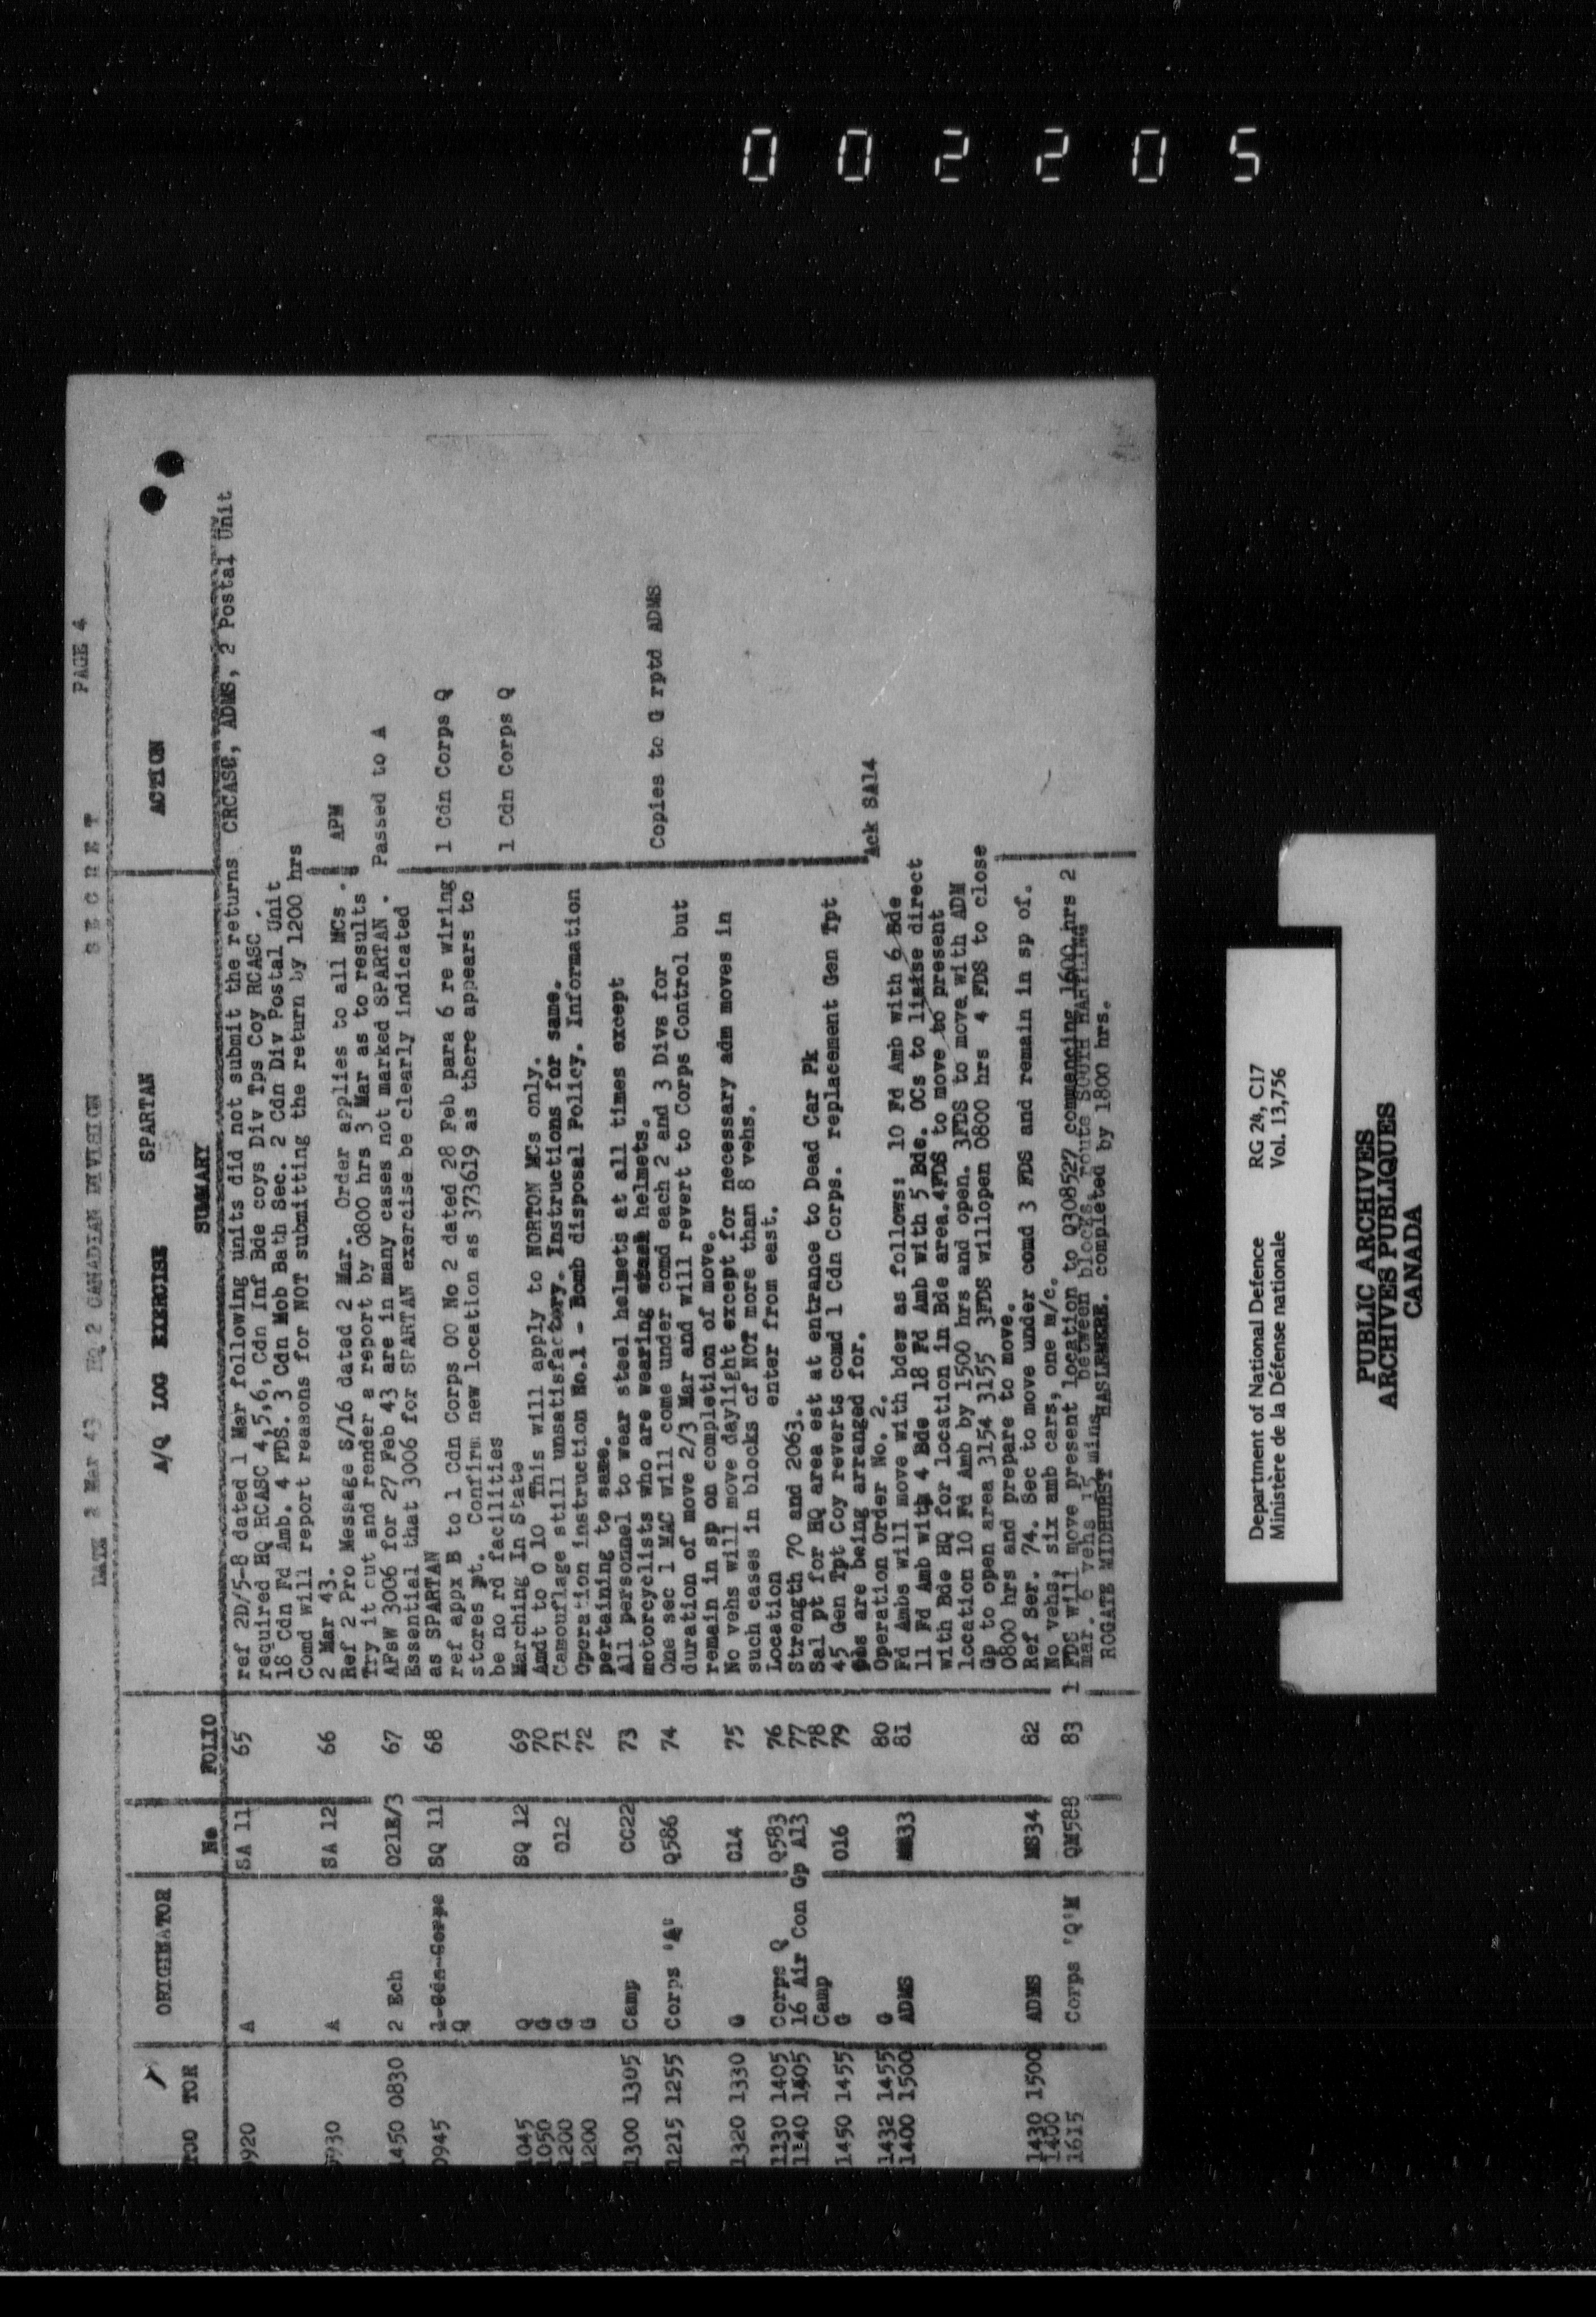 002205
DATE 2 Mar 43 HQ 2 CANADIAN DIVISION SECRET PAGE 4
A/Q LOG EXERCISE SPARTAN
TOO TOR ORIGINATOR No FOLIO SUMMARY ACTION
0920 A SA 11 65 ref 2D/5-8 dated 1 Mar following units did not submit the returns CRCASC, ADMS, 2 Postal Unit
required HQ RCASC 4,5,6, Cdn Inf Bde coys Div Tps Coy RCASC.
18 Cdn Fd Amb. 4 FDS. 3 Cdn Mob Bath Sec. 2 Cdn Div Postal Unit
Comd will report reasons for NOT submitting the return by 1200 hrs
2 Mar 43.
0930 A SA 12 66 Ref 2 Pro Message S/16 dated 2 Mar. Order applies to all MCs. APM
Try it out and render a report by 0800 hrs 3 Mar as to results
1450 0830 2 Ech 021E/3 67 AFsW 3006 for 27 Feb 43 are in many cases not marked SPARTAN. Passed to A
Essential that 3006 for SPARTAN exercise be clearly indicated
as SPARTAN
0945 1 Cdn Corps SQ 11 68 ref appx B to 1 Cdn Corps OO No 2 dated 28 Feb para 6 re wiring 1 Cdn Corps Q
Q stores pt. Confirm new location as 373619 as there appears to
be no rd facilities
1045 Q SQ 12 69 Marching In State 1 Cdn Corps Q
1050 G 70 Amdt to O 10 This will apply to NORTON MCs only.
1200 G O12 71 Camouflage still unsatisfactory. Instructions for same.
1200 G 72 Operation instruction No.1 - Bomb disposal Policy. Information
pertaining to same.
1300 1305 Camp CC22 73 All personnel to wear steel helmets at all times except
motorcyclists who are wearing crash helmets.
1215 1255 Corps 'A' Q586 74 One sec 1 MAC will come under comd each 2 and 3 Divs for Copies to G rptd ADMS
duration of move 2/3 Mar and will revert to Corps Control but
remain in sp on completion of move.
1320 1330 G O14 75 No vehs will move daylight except for necessary adm moves in
such cases in blocks of NOT more than 8 vehs.
1130 1405 Corps Q Q583 76 Location enter from east.
1140 1405 16 Air Con Gp A13 77 Strength 70 and 2063.
Camp 78 Sal pt for HQ area est at entrance to Dead Car Pk
1450 1455 G O16 79 45 Gen Tpt Coy reverts comd 1 Cdn Corps. replacement Gen Tpt
are being arranged for.
1432 1455 G 80 Operation Order No. 2. Ack SA14
1400 1500 ADMS 33 81 Fd Ambs will move with bdes as follows: 10 Fd Amb with 6 Bde
11 Fd Amb with 4 Bde 18 Fd Amb with 5 Bde. OCs to liaise direct
with Bde HQ for location in Bde area. 4FDS to move to present
location 10 Fd Amb by 1500 hrs and open. 3FDS to move with ADM
Gp to open area 3154 3155 3FDS willopen 0800 hrs 4 FDS to close
0800 hrs and prepare to move.
1430 1500 ADMS MS34 82 Ref Ser. 74. Sec to move under comd 3 FDS and remain in sp of.
1400 No vehs, six amb cars, one m/c.
1615 Corps 'Q'M QM588 83 1 FDS will move present location to Q308527 commencing 1600 hrs 2
mar. 6 vehs 15 mins between blocks route SOUTH HARTLING
ROGATE MIDHURST HASLEMERE. completed by 1800 hrs.
Department of National Defence RG 24, C17
Ministère de la Défense nationale Vol. 13,756
PUBLIC ARCHIVES
ARCHIVES PUBLIQUES
CANADA